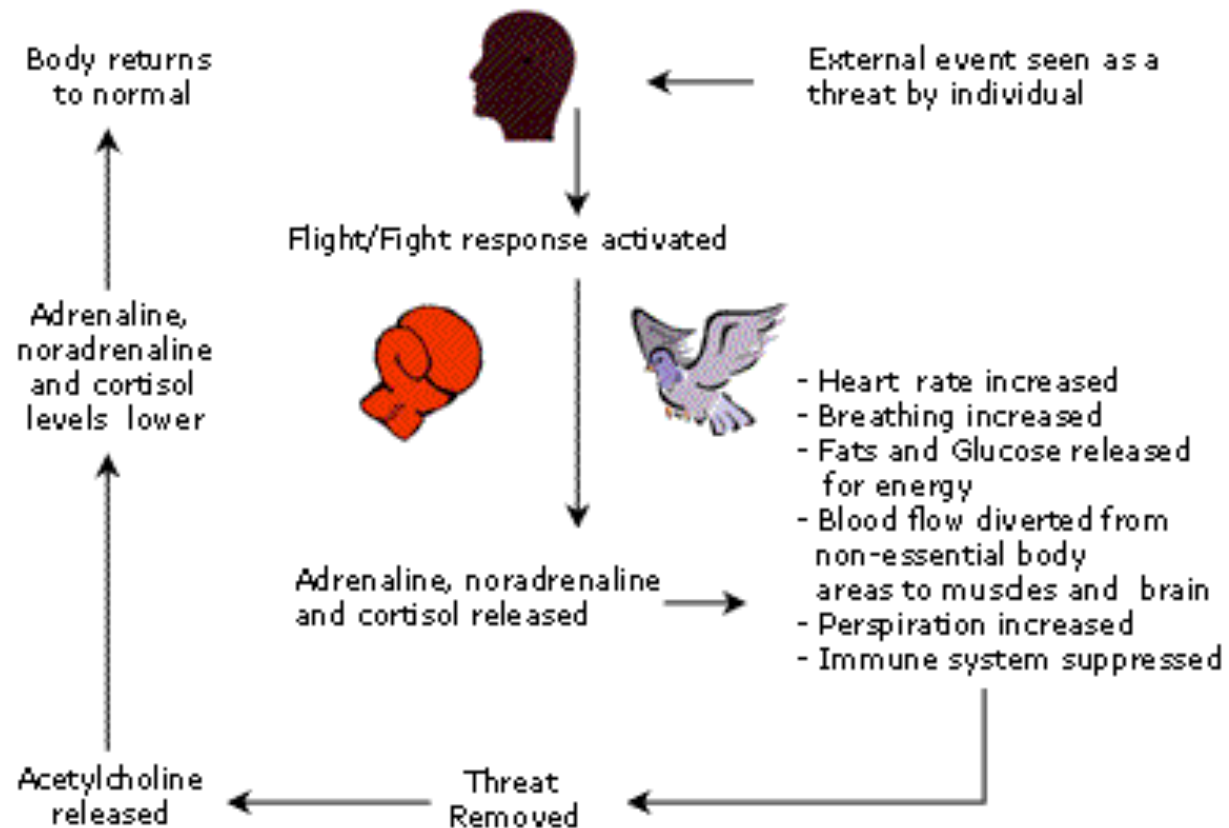 External event seen as a
threat by individual
Flight/Fight response activated
Adrenaline, noradrenaline
and cortisol released
- Heart rate increased
- Breathing increased
- Fats and Glucose released
for energy
- Blood flow diverted from
non-essential body
areas to muscles and brain
- Perspiration increased
- Immune system suppressed
Threat
Removed
Acetylcholine
released
Adrenaline,
noradrenaline
and cortisol
levels lower
Body returns
to normal